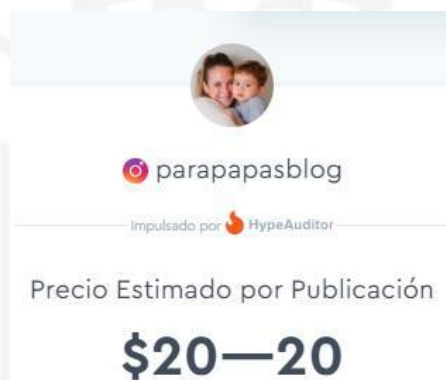 parapapasblog
Impulsado por HypeAuditor
Precio Estimado por Publicación
$20—20